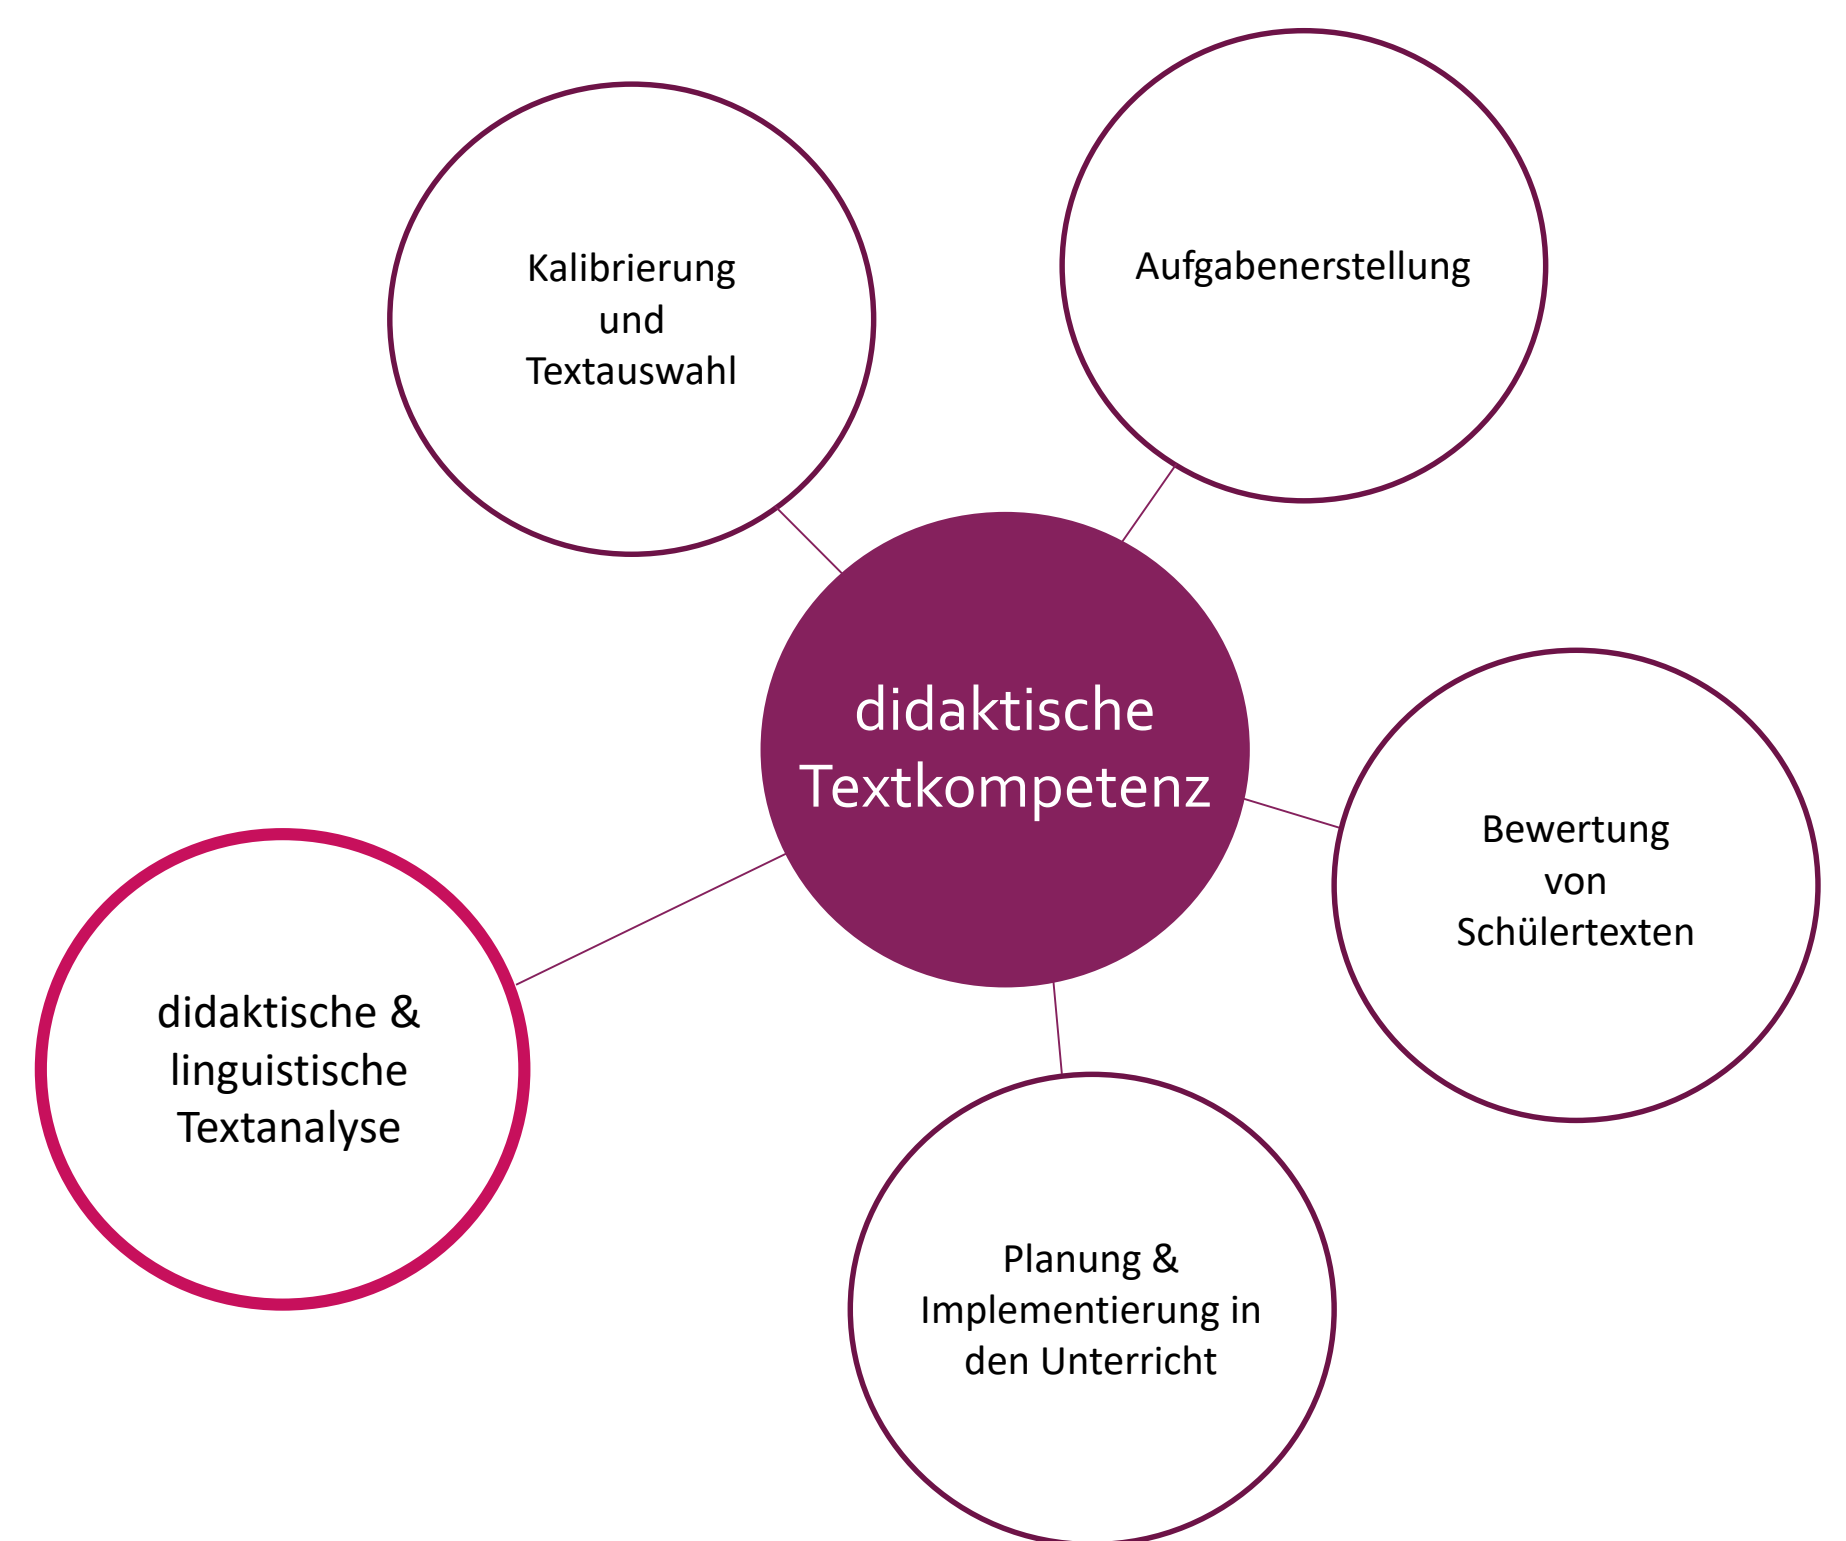 Kalibrierung
und
Textauswahl
Aufgabenerstellung
didaktische
Textkompetenz
Bewertung
von
Schülertexten
didaktische &
linguistische
Textanalyse
Planung &
Implementierung in
den Unterricht